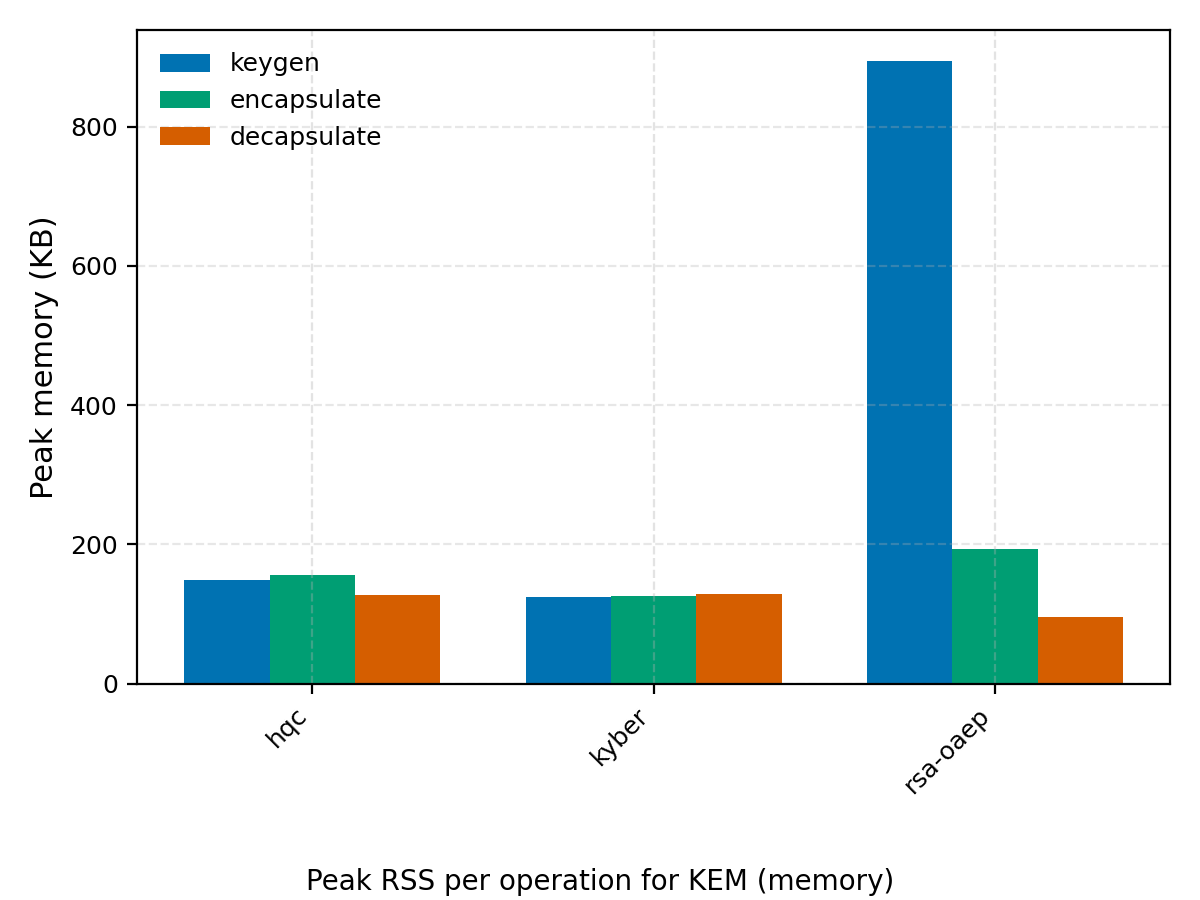 keygen
encapsulate
decapsulate
Peak memory (KB)
800
600
400
200
0
hqc
kyber
rsa-oaep
Peak RSS per operation for KEM (memory)